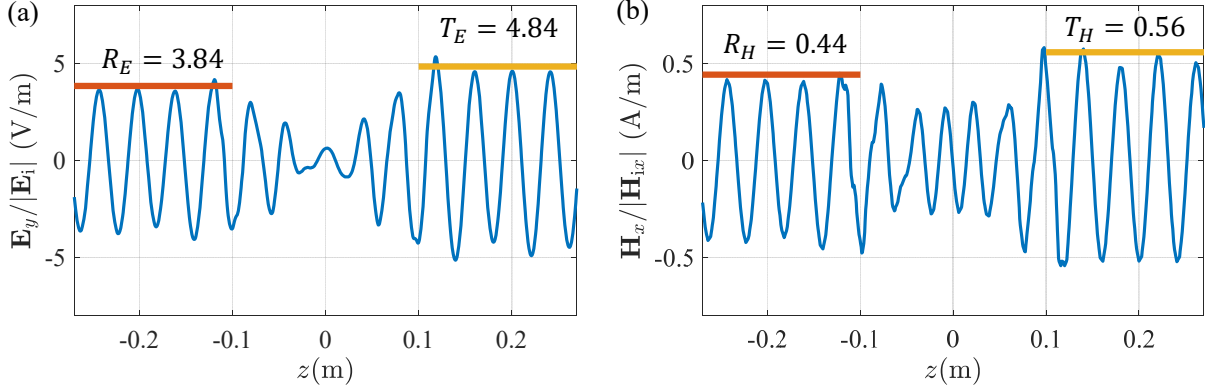 (a)
R_E = 3.84
T_E = 4.84
E_y/|E_i| (V/m)
5
0
-5
-0.2
-0.1
0
0.1
0.2
z(m)
(b)
R_H = 0.44
T_H = 0.56
H_x/|H_ix| (A/m)
0.5
0
-0.5
-0.2
-0.1
0
0.1
0.2
z(m)